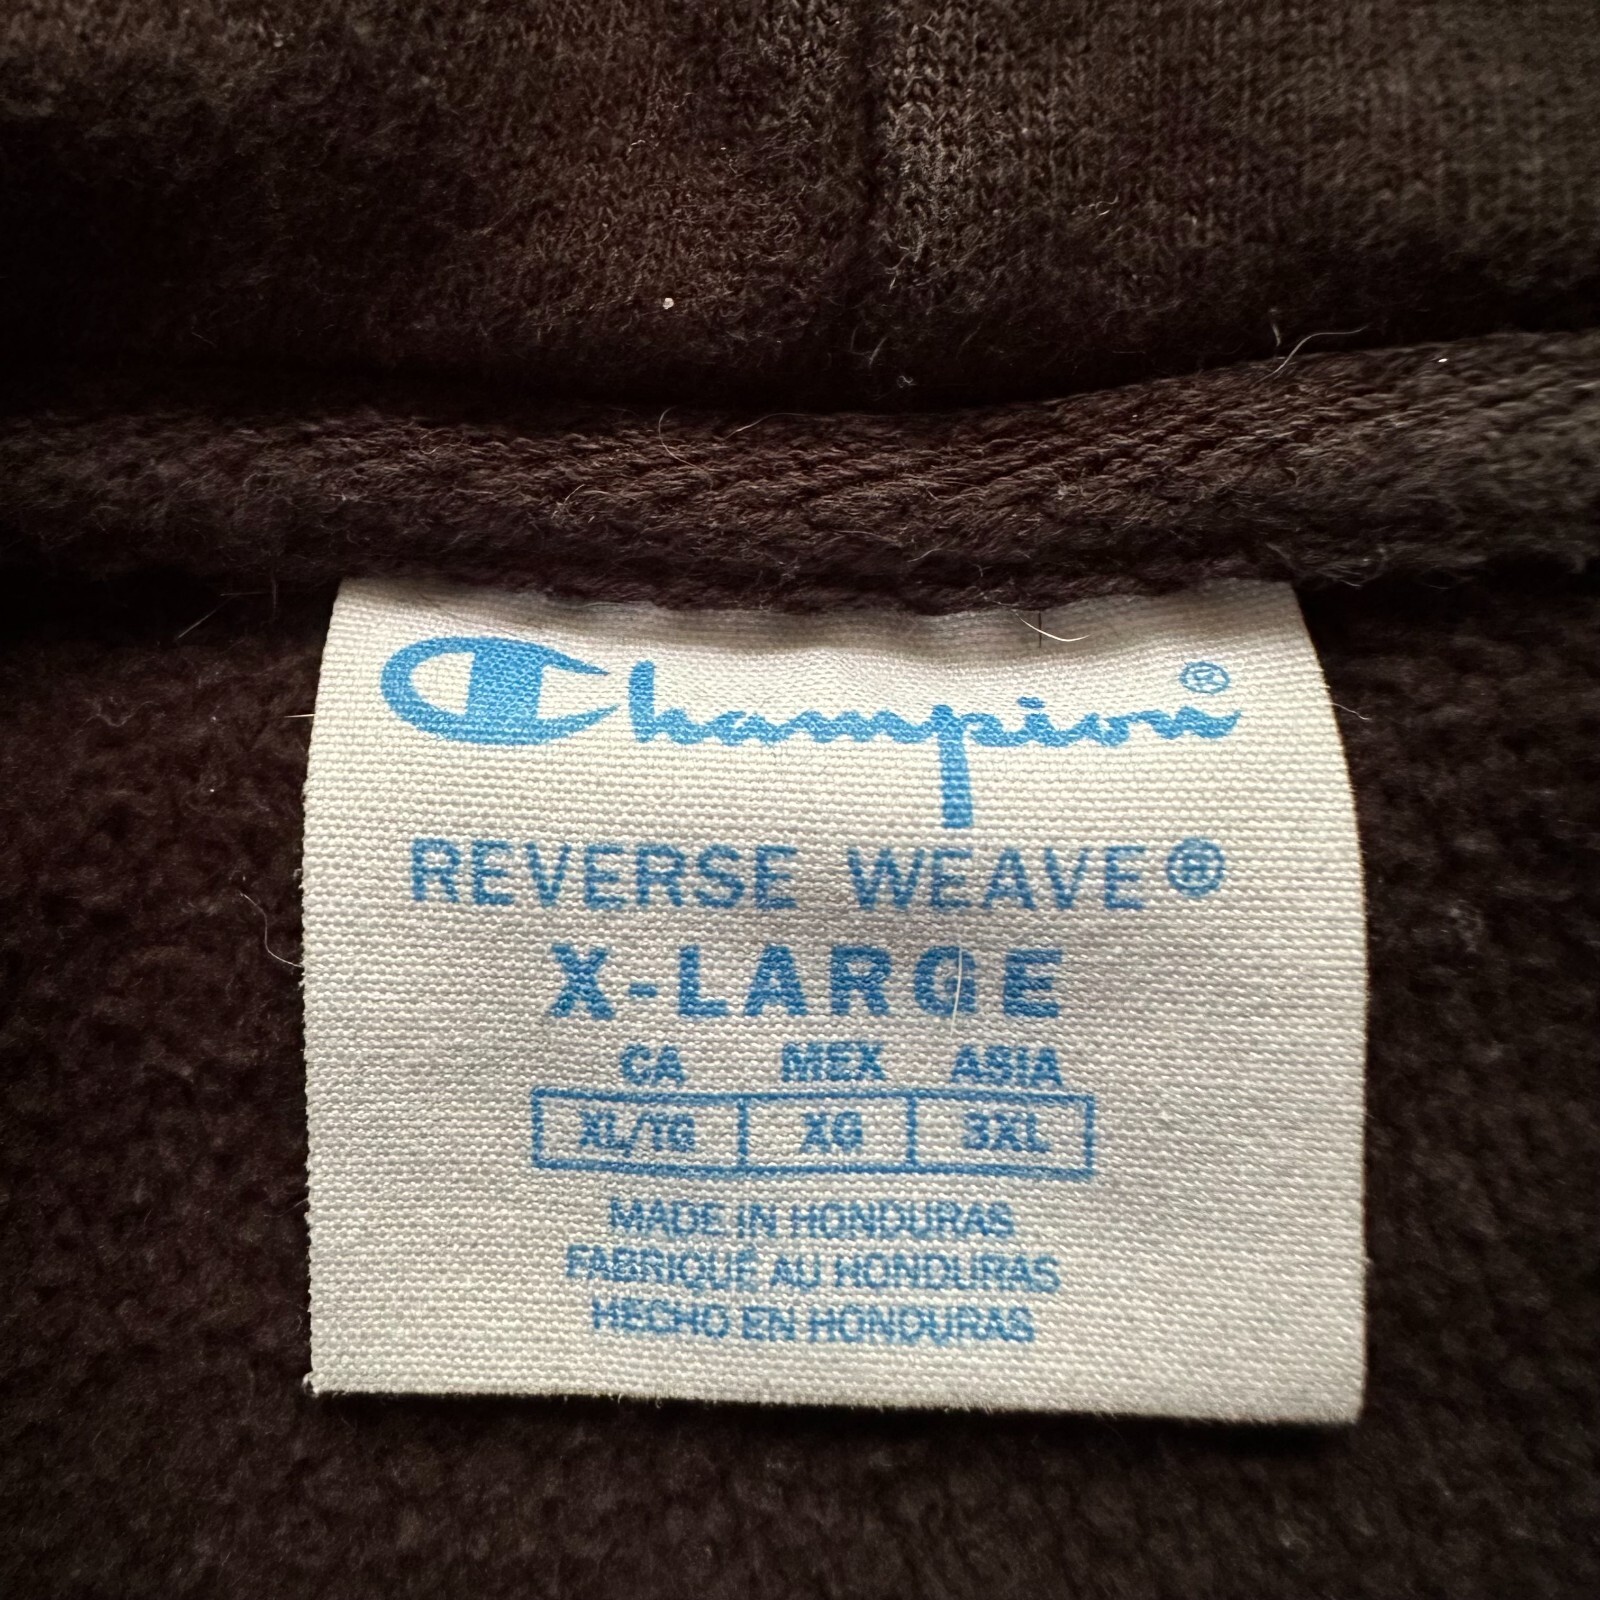 Champion®
REVERSE WEAVE®
X-LARGE
CA MEX ASIA
XL/TG XG 3XL
MADE IN HONDURAS
FABRIQUÉ AU HONDURAS
HECHO EN HONDURAS